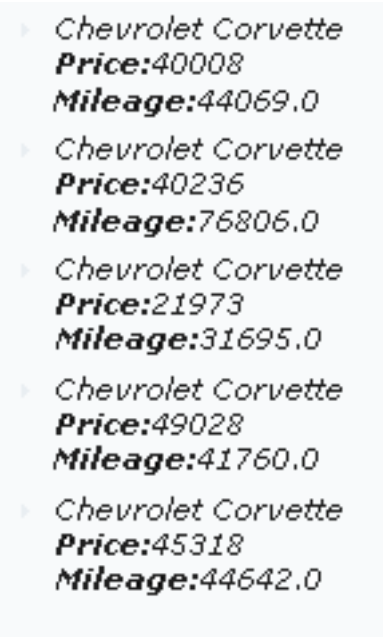 Chevrolet Corvette
Price:40008
Mileage:44069.0
Chevrolet Corvette
Price:40236
Mileage:76806.0
Chevrolet Corvette
Price:21973
Mileage:31695.0
Chevrolet Corvette
Price:49028
Mileage:41760.0
Chevrolet Corvette
Price:45318
Mileage:44642.0